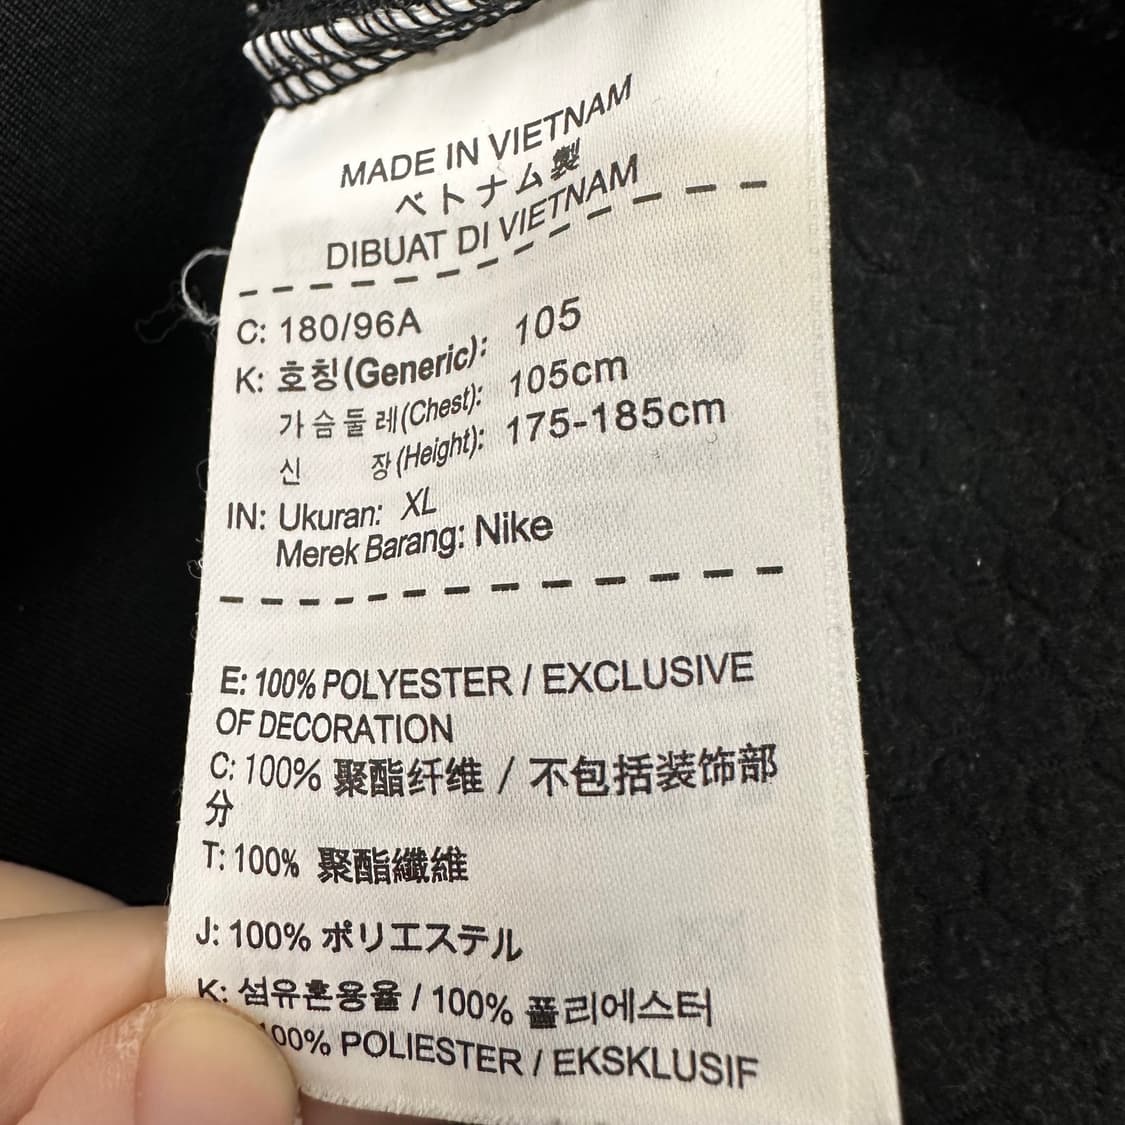 MADE IN VIETNAM
ベトナム製
DIBUAT DI VIETNAM
C: 180/96A
K: 호칭(Generic): 105
가슴둘레(Chest): 105cm
신 장(Height): 175-185cm
IN: Ukuran: XL
Merek Barang: Nike
E: 100% POLYESTER / EXCLUSIVE
OF DECORATION
C: 100% 聚酯纤维 / 不包括装饰部
分
T: 100% 聚酯纖維
J: 100% ポリエステル
K: 섬유혼용율 / 100% 폴리에스터
100% POLIESTER / EKSKLUSIF